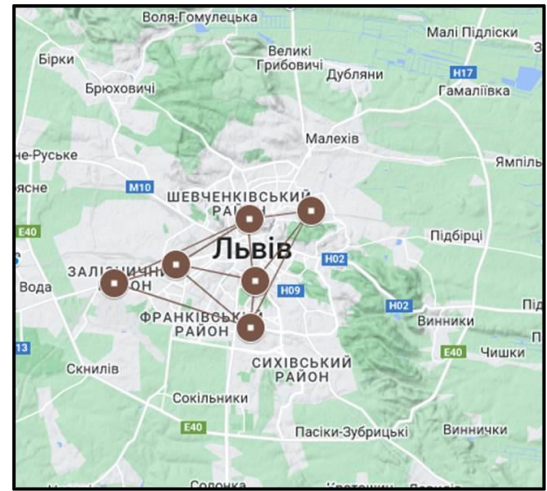 Воля-Гомулецька
Малі Підліски
Великі
Грибовичі
Бірки
Дубляни
H17
Брюховичі
Гамаліївка
Малехів
не-Руське
Ямпіль
M10
ясне
ШЕВЧЕНКІВСЬКИЙ
E40
Львів
Підбірці
H02
Вода
H09
H02
ФРАНКІВСЬКИЙ
РАЙОН
Винники
13
E40
Чишки
СИХІВСЬКИЙ
РАЙОН
Скнилів
Сокільники
E40
Пасіки-Зубрицькі
Виннички
Солонка